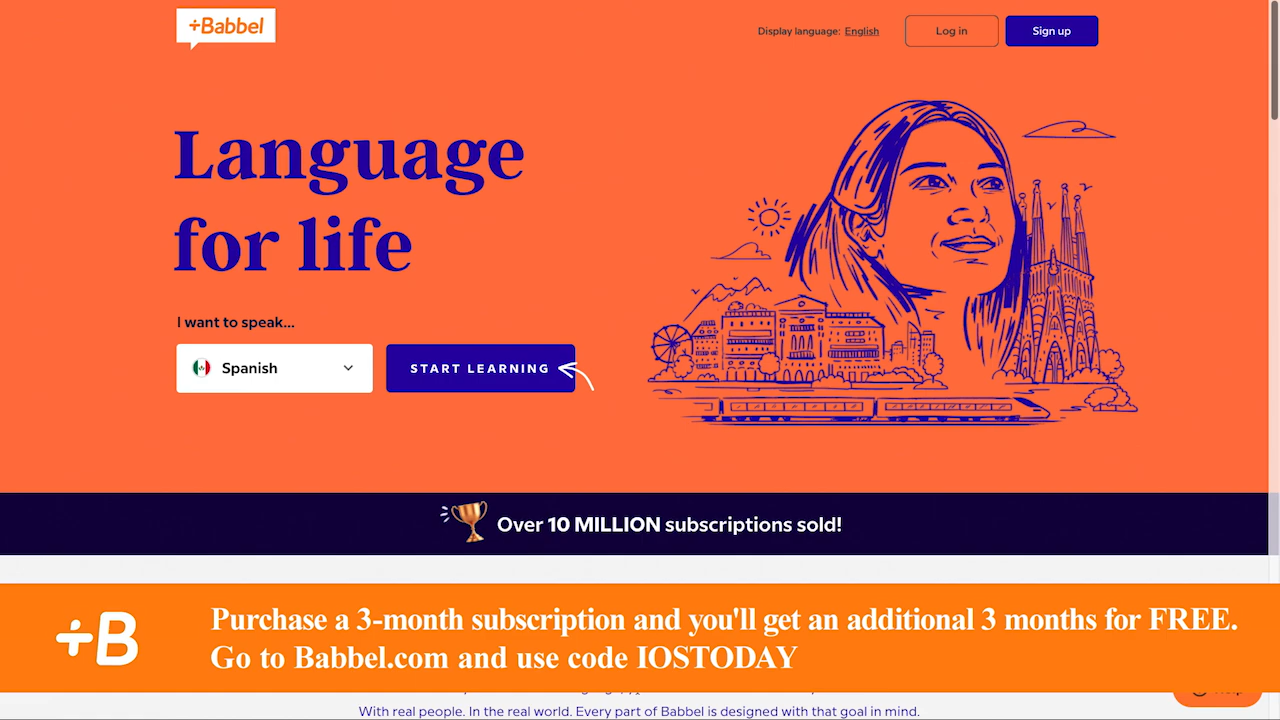 +Babbel
Display language: English
Log in
Sign up
Language
for life
I want to speak...
Spanish
START LEARNING
Over 10 MILLION subscriptions sold!
+B
Purchase a 3-month subscription and you'll get an additional 3 months for FREE.
Go to Babbel.com and use code IOSTODAY
With real people. In the real world. Every part of Babbel is designed with that goal in mind.